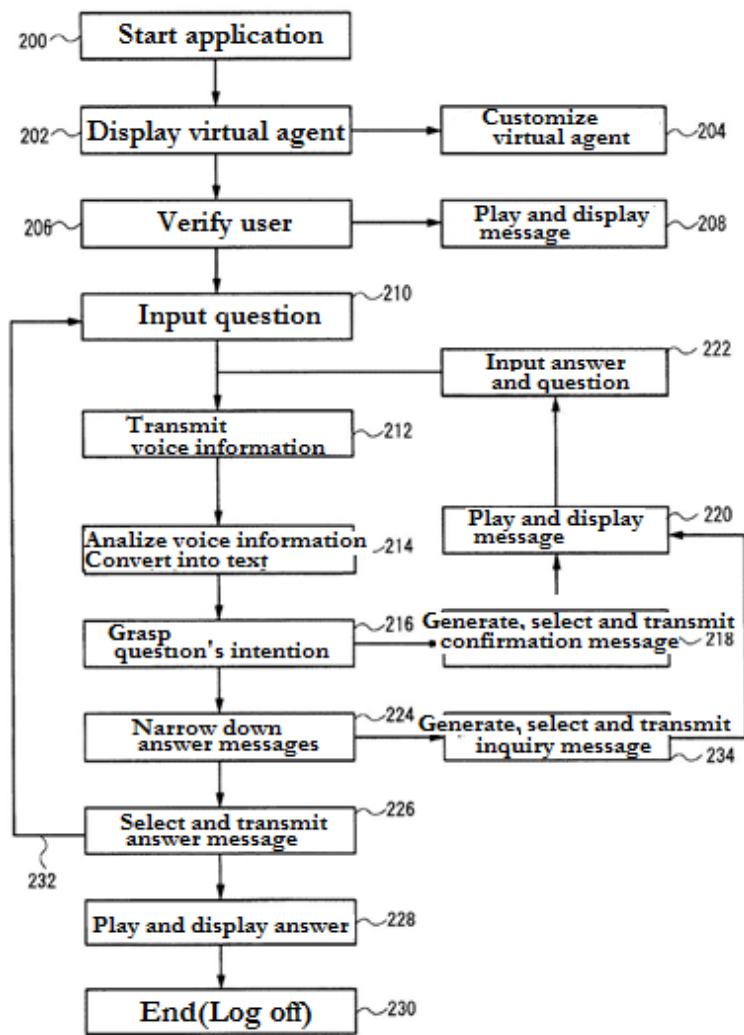 200
Start application
202
Display virtual agent
Customize
virtual agent
204
206
Verify user
Play and display
message
208
210
Input question
222
Input answer
and question
Transmit
voice information
212
220
Play and display
message
Analize voice information
Convert into text
214
216
Grasp
question's intention
Generate, select and transmit
confirmation message
218
224
Narrow down
answer messages
Generate, select and transmit
inquiry message
234
226
Select and transmit
answer message
232
Play and display answer
228
End(Log off)
230